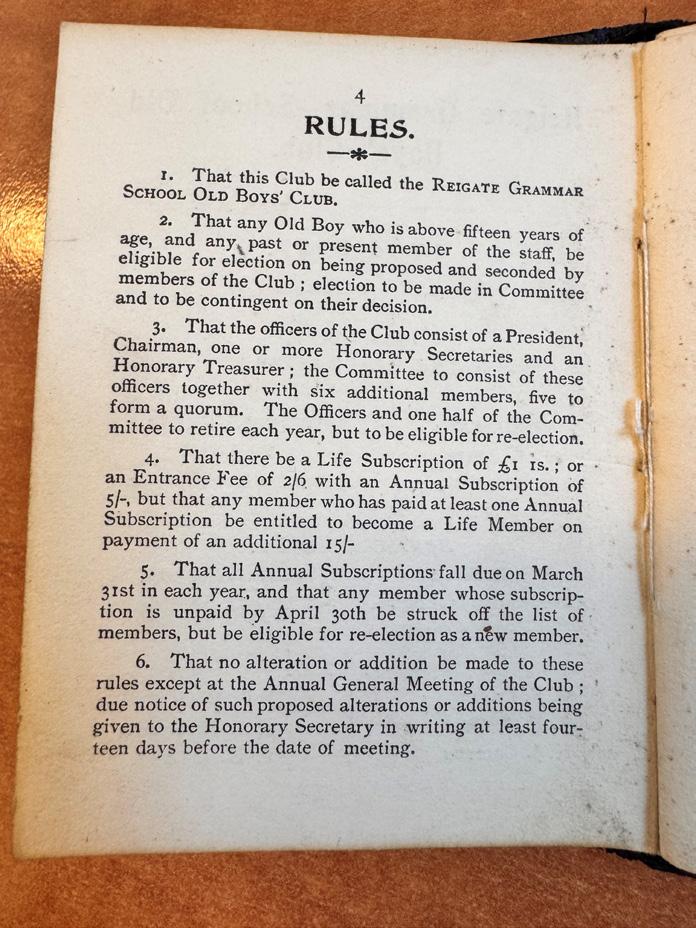 4
RULES.
1. That this Club be called the REIGATE GRAMMAR
SCHOOL OLD BOYS' CLUB.
2. That any Old Boy who is above fifteen years of
age, and any past or present member of the staff, be
eligible for election on being proposed and seconded by
members of the Club ; election to be made in Committee
and to be contingent on their decision.
3. That the officers of the Club consist of a President,
Chairman, one or more Honorary Secretaries and an
Honorary Treasurer ; the Committee to consist of these
officers together with six additional members, five to
form a quorum. The Officers and one half of the Com-
mittee to retire each year, but to be eligible for re-election.
4. That there be a Life Subscription of £1 1s. ; or
an Entrance Fee of 2/6 with an Annual Subscription of
5/-, but that any member who has paid at least one Annual
Subscription be entitled to become a Life Member on
payment of an additional 15/-
5. That all Annual Subscriptions fall due on March
31st in each year, and that any member whose subscrip-
tion is unpaid by April 30th be struck off the list of
members, but be eligible for re-election as a new member.
6. That no alteration or addition be made to these
rules except at the Annual General Meeting of the Club ;
due notice of such proposed alterations or additions being
given to the Honorary Secretary in writing at least four-
teen days before the date of meeting.